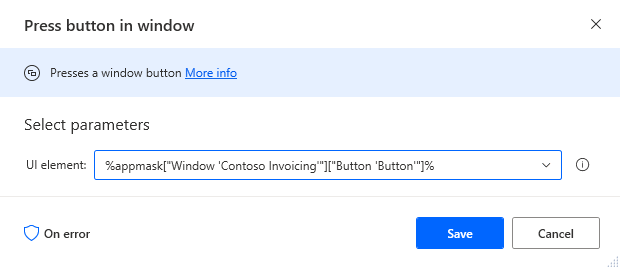 Press button in window
Presses a window button More info
Select parameters
UI element: %appmask["Window 'Contoso Invoicing'"]["Button 'Button'"]%
On error Save Cancel